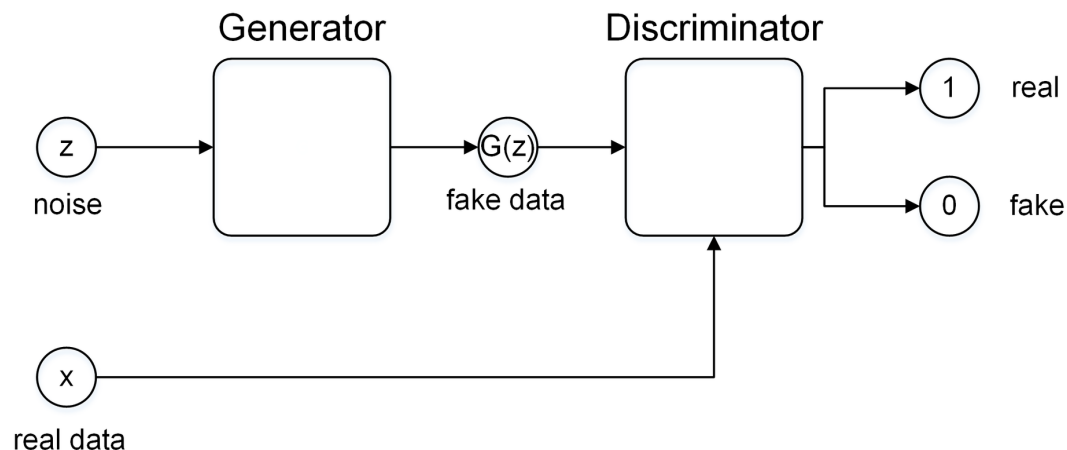 Generator
Discriminator
z
noise
G(z)
fake data
1
real
0
fake
x
real data